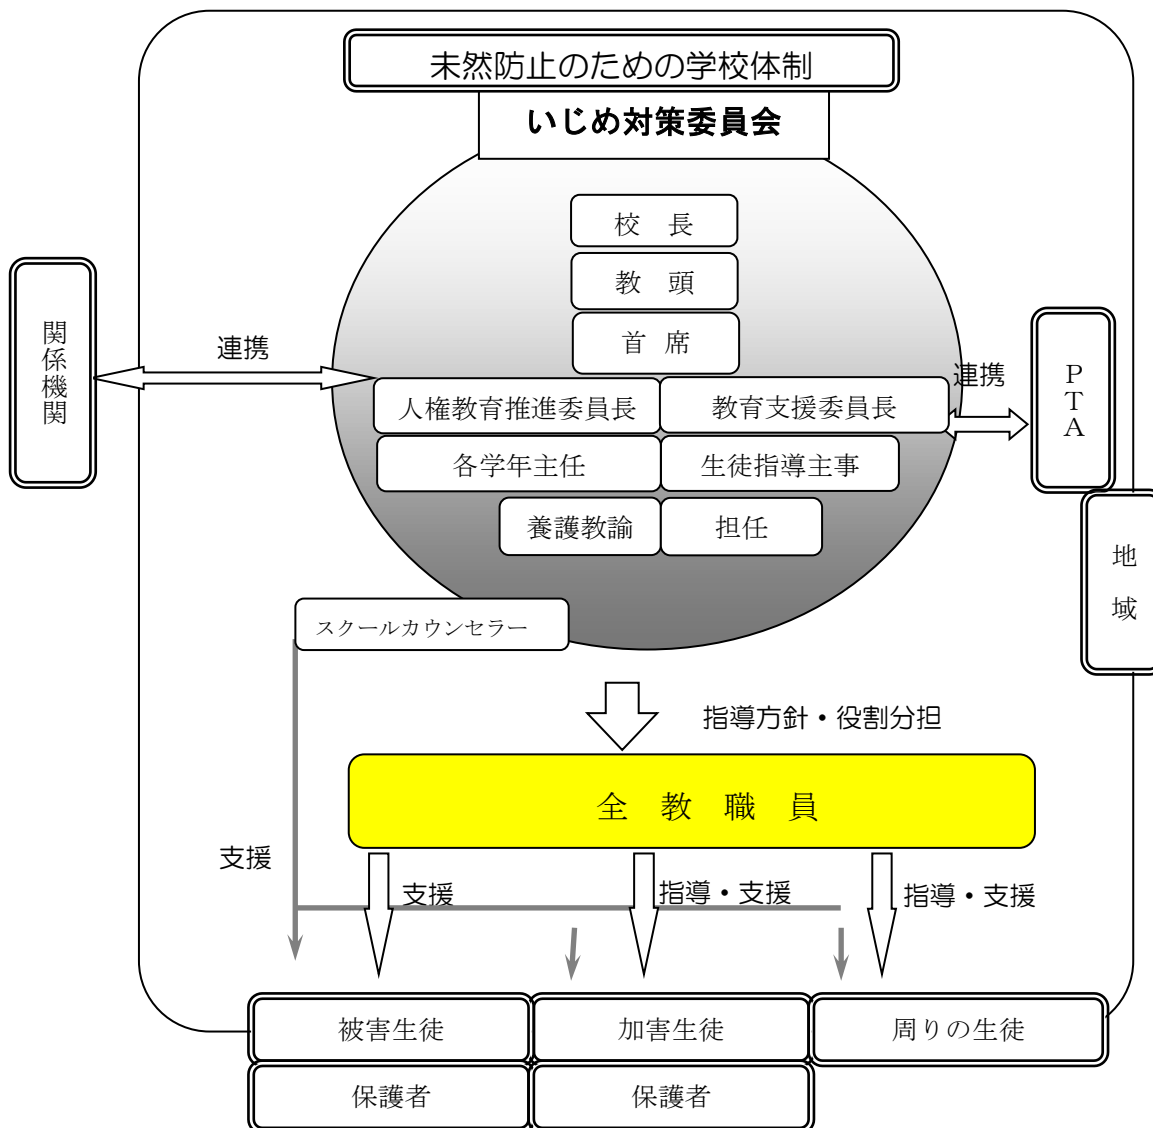 未然防止のための学校体制
いじめ対策委員会
校　長
教　頭
首　席
人権教育推進委員長
教育支援委員長
各学年主任
生徒指導主事
養護教諭
担任
スクールカウンセラー
関係機関
連携
連携
PTA
地域
指導方針・役割分担
全　教　職　員
支援
支援
指導・支援
指導・支援
被害生徒
加害生徒
周りの生徒
保護者
保護者